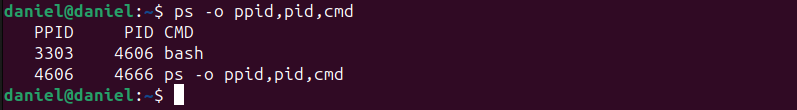 daniel@daniel:~$ ps -o ppid,pid,cmd
PPID PID CMD
3303 4606 bash
4606 4666 ps -o ppid,pid,cmd
daniel@daniel:~$